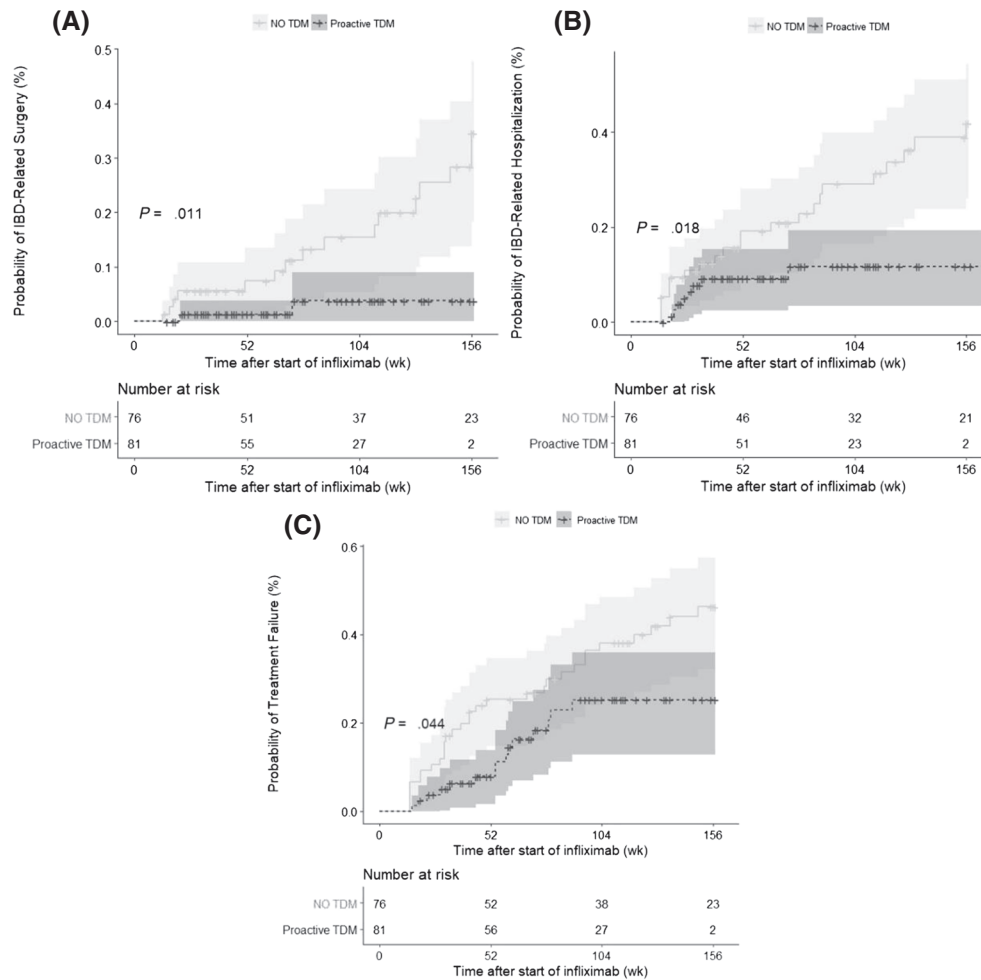 (A)
NO TDM Proactive TDM
Probability of IBD-Related Surgery (%)
0.5
0.4
0.3
0.2
0.1
0.0
P = .011
0 52 104 156
Time after start of infliximab (wk)
Number at risk
NO TDM 76 51 37 23
Proactive TDM 81 55 27 2
0 52 104 156
Time after start of infliximab (wk)
(B)
NO TDM Proactive TDM
Probability of IBD-Related Hospitalization (%)
0.4
0.2
0.0
P = .018
0 52 104 156
Time after start of infliximab (wk)
Number at risk
NO TDM 76 46 32 21
Proactive TDM 81 51 23 2
0 52 104 156
Time after start of infliximab (wk)
(C)
NO TDM Proactive TDM
Probability of Treatment Failure (%)
0.6
0.4
0.2
0.0
P = .044
0 52 104 156
Time after start of infliximab (wk)
Number at risk
NO TDM 76 52 38 23
Proactive TDM 81 56 27 2
0 52 104 156
Time after start of infliximab (wk)